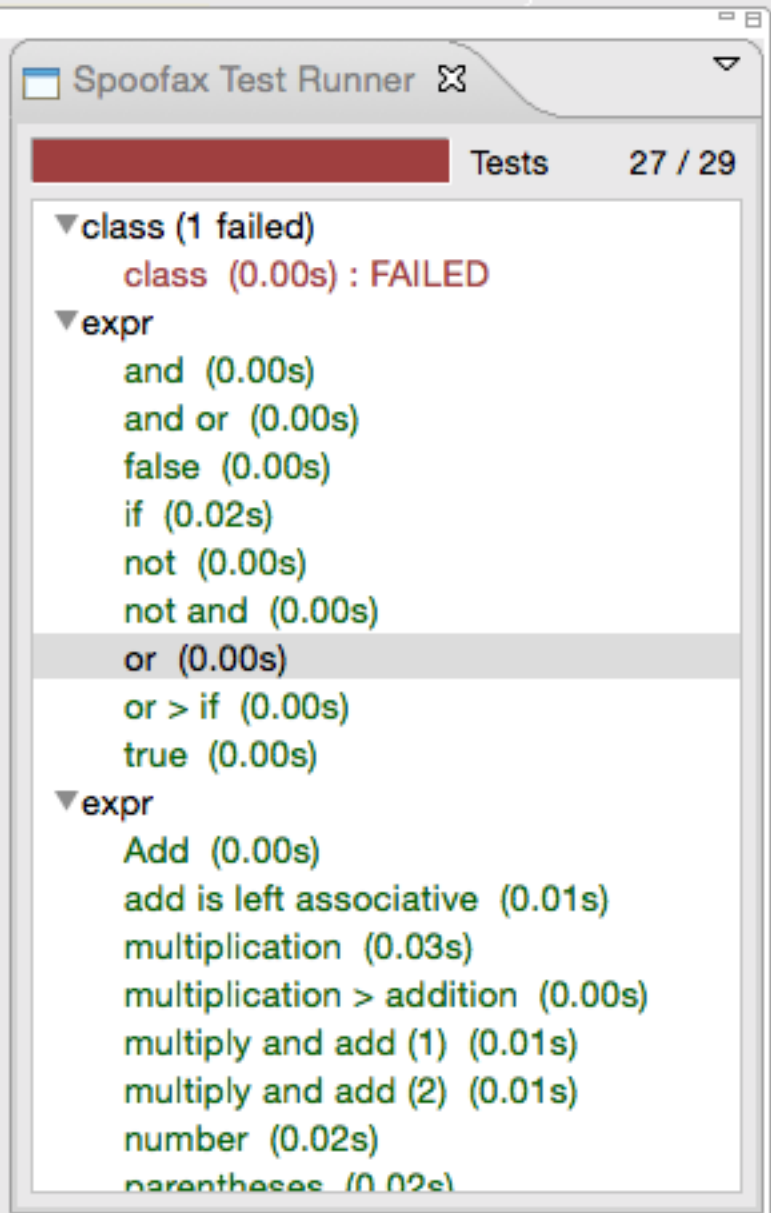 Spoofax Test Runner
Tests 27 / 29
class (1 failed)
class (0.00s) : FAILED
expr
and (0.00s)
and or (0.00s)
false (0.00s)
if (0.02s)
not (0.00s)
not and (0.00s)
or (0.00s)
or > if (0.00s)
true (0.00s)
expr
Add (0.00s)
add is left associative (0.01s)
multiplication (0.03s)
multiplication > addition (0.00s)
multiply and add (1) (0.01s)
multiply and add (2) (0.01s)
number (0.02s)
parentheses (0.02s)